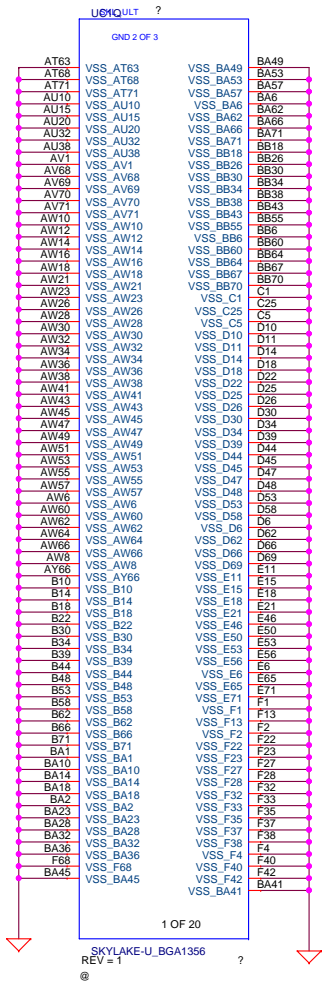 UC1Q SKL_ULT ?
GND 2 OF 3
AT63 VSS_AT63 VSS_BA49 BA49
AT68 VSS_AT68 VSS_BA53 BA53
AT71 VSS_AT71 VSS_BA57 BA57
AU10 VSS_AU10 VSS_BA6 BA6
AU15 VSS_AU15 VSS_BA62 BA62
AU20 VSS_AU20 VSS_BA66 BA66
AU32 VSS_AU32 VSS_BA71 BA71
AU38 VSS_AU38 VSS_BB18 BB18
AV1 VSS_AV1 VSS_BB26 BB26
AV68 VSS_AV68 VSS_BB30 BB30
AV69 VSS_AV69 VSS_BB34 BB34
AV70 VSS_AV70 VSS_BB38 BB38
AV71 VSS_AV71 VSS_BB43 BB43
AW10 VSS_AW10 VSS_BB55 BB55
AW12 VSS_AW12 VSS_BB6 BB6
AW14 VSS_AW14 VSS_BB60 BB60
AW16 VSS_AW16 VSS_BB64 BB64
AW18 VSS_AW18 VSS_BB67 BB67
AW21 VSS_AW21 VSS_BB70 BB70
AW23 VSS_AW23 VSS_C1 C1
AW26 VSS_AW26 VSS_C25 C25
AW28 VSS_AW28 VSS_C5 C5
AW30 VSS_AW30 VSS_D10 D10
AW32 VSS_AW32 VSS_D11 D11
AW34 VSS_AW34 VSS_D14 D14
AW36 VSS_AW36 VSS_D18 D18
AW38 VSS_AW38 VSS_D22 D22
AW41 VSS_AW41 VSS_D25 D25
AW43 VSS_AW43 VSS_D26 D26
AW45 VSS_AW45 VSS_D30 D30
AW47 VSS_AW47 VSS_D34 D34
AW49 VSS_AW49 VSS_D39 D39
AW51 VSS_AW51 VSS_D44 D44
AW53 VSS_AW53 VSS_D45 D45
AW55 VSS_AW55 VSS_D47 D47
AW57 VSS_AW57 VSS_D48 D48
AW6 VSS_AW6 VSS_D53 D53
AW60 VSS_AW60 VSS_D58 D58
AW62 VSS_AW62 VSS_D6 D6
AW64 VSS_AW64 VSS_D62 D62
AW66 VSS_AW66 VSS_D66 D66
AW8 VSS_AW8 VSS_D69 D69
AY66 VSS_AY66 VSS_E11 E11
B10 VSS_B10 VSS_E15 E15
B14 VSS_B14 VSS_E18 E18
B18 VSS_B18 VSS_E21 E21
B22 VSS_B22 VSS_E46 E46
B30 VSS_B30 VSS_E50 E50
B34 VSS_B34 VSS_E53 E53
B39 VSS_B39 VSS_E56 E56
B44 VSS_B44 VSS_E6 E6
B48 VSS_B48 VSS_E65 E65
B53 VSS_B53 VSS_E71 E71
B58 VSS_B58 VSS_F1 F1
B62 VSS_B62 VSS_F13 F13
B66 VSS_B66 VSS_F2 F2
B71 VSS_B71 VSS_F22 F22
BA1 VSS_BA1 VSS_F23 F23
BA10 VSS_BA10 VSS_F27 F27
BA14 VSS_BA14 VSS_F28 F28
BA18 VSS_BA18 VSS_F32 F32
BA2 VSS_BA2 VSS_F33 F33
BA23 VSS_BA23 VSS_F35 F35
BA28 VSS_BA28 VSS_F37 F37
BA32 VSS_BA32 VSS_F38 F38
BA36 VSS_BA36 VSS_F4 F4
F68 VSS_F68 VSS_F40 F40
BA45 VSS_BA45 VSS_F42 F42
VSS_BA41 BA41
1 OF 20
SKYLAKE-U_BGA1356
REV = 1 ?
@